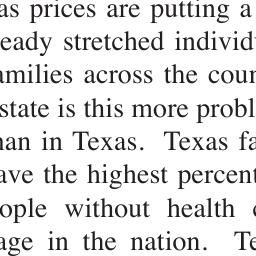 as prices are putting a
eady stretched individ
amilies across the coun
state is this more probl
an in Texas. Texas fa
ave the highest percent
ople without health c
age in the nation. Te